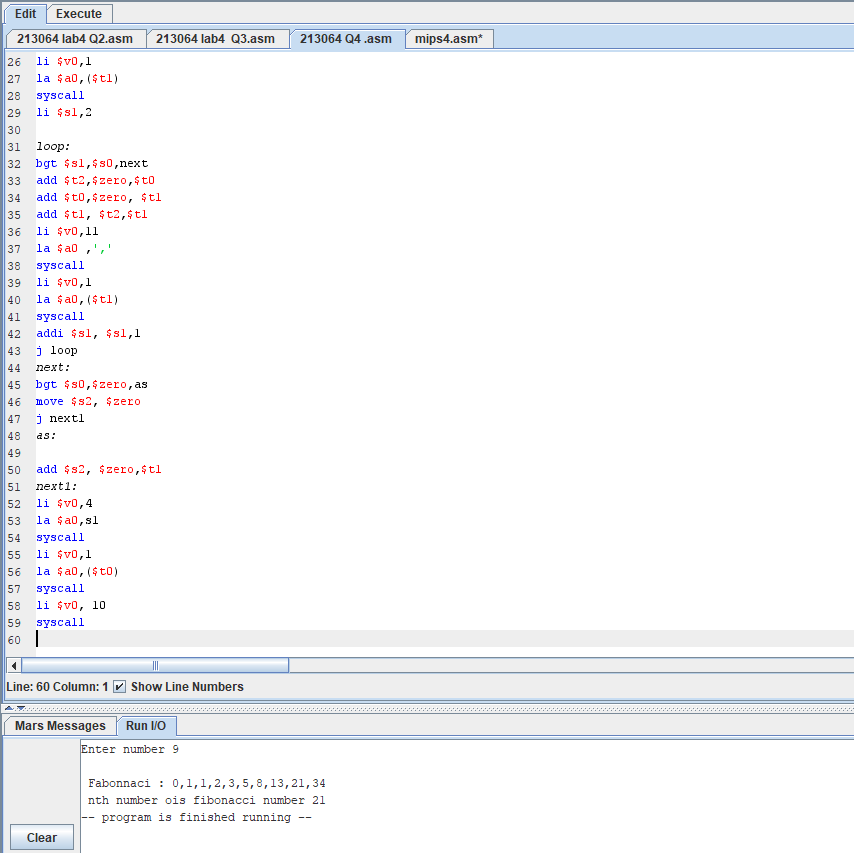 Edit Execute
213064 lab4 Q2.asm 213064 lab4  Q3.asm 213064 Q4 .asm mips4.asm*
26 li $v0,1
27 la $a0,($t1)
28 syscall
29 li $s1,2
30
31 loop:
32 bgt $s1,$s0,next
33 add $t2,$zero,$t0
34 add $t0,$zero, $t1
35 add $t1, $t2,$t1
36 li $v0,11
37 la $a0 ,','
38 syscall
39 li $v0,1
40 la $a0,($t1)
41 syscall
42 addi $s1, $s1,1
43 j loop
44 next:
45 bgt $s0,$zero,as
46 move $s2, $zero
47 j next1
48 as:
49
50 add $s2, $zero,$t1
51 next1:
52 li $v0,4
53 la $a0,s1
54 syscall
55 li $v0,1
56 la $a0,($t0)
57 syscall
58 li $v0, 10
59 syscall
60
Line: 60 Column: 1 Show Line Numbers
Mars Messages Run I/O
Enter number 9
Fabonnaci : 0,1,1,2,3,5,8,13,21,34
nth number ois fibonacci number 21
-- program is finished running --
Clear